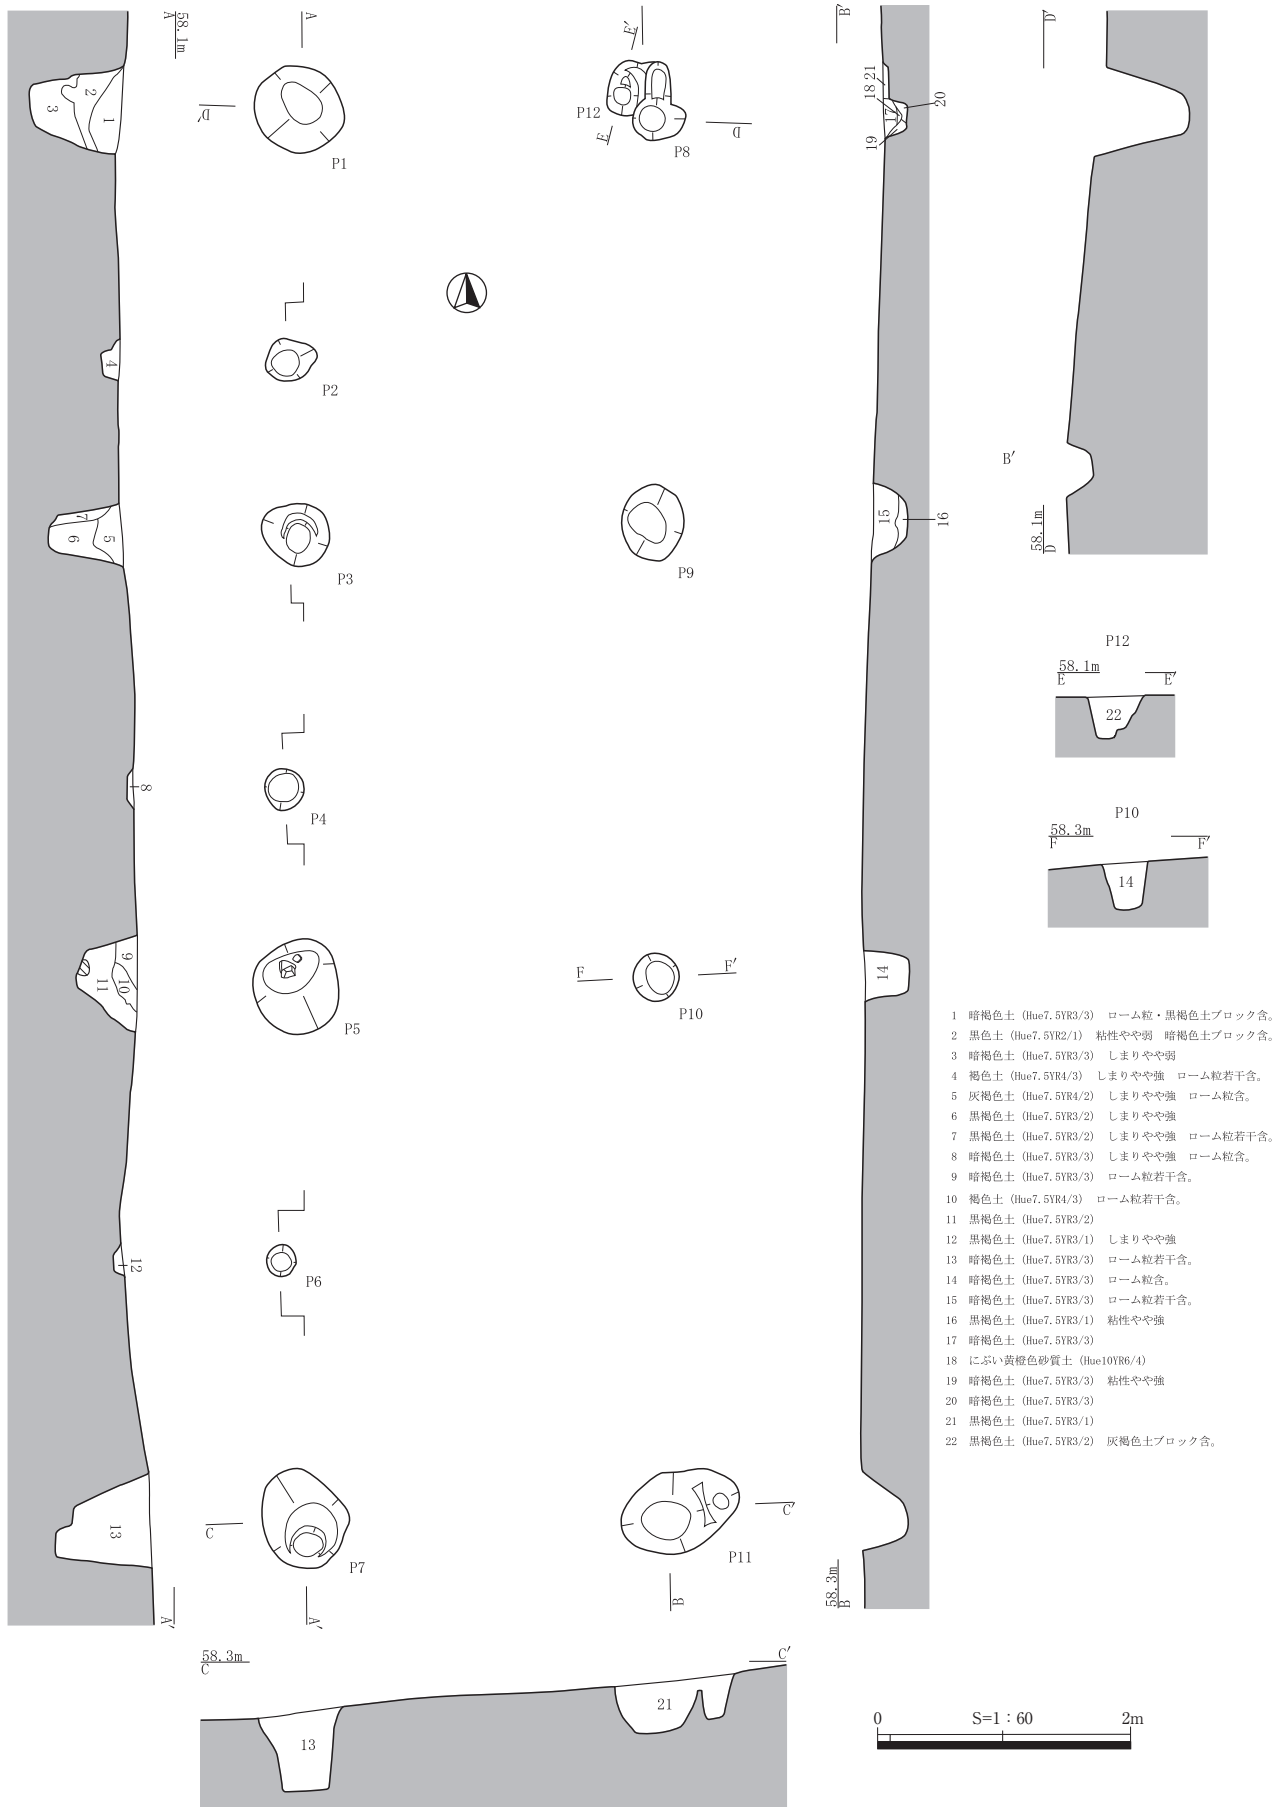 A
58.1m
A
E′
B′
D′
1
2
3
D′
P1
P12
E
P8
D
21
18
17
19
20
4
P2
7
6
5
P3
P9
15
16
B′
58.1m
D
P12
58.1m
E
E′
22
8
P4
P10
58.3m
F
F′
14
9
10
11
P5
F
F′
P10
14
1 暗褐色土（Hue7.5YR3/3） ローム粒・黒褐色土ブロック含。
2 黒色土（Hue7.5YR2/1） 粘性やや弱 暗褐色土ブロック含。
3 暗褐色土（Hue7.5YR3/3） しまりやや弱
4 褐色土（Hue7.5YR4/3） しまりやや強 ローム粒若干含。
5 灰褐色土（Hue7.5YR4/2） しまりやや強 ローム粒含。
6 黒褐色土（Hue7.5YR3/2） しまりやや強
7 黒褐色土（Hue7.5YR3/2） しまりやや強 ローム粒若干含。
8 暗褐色土（Hue7.5YR3/3） しまりやや強 ローム粒含。
9 暗褐色土（Hue7.5YR3/3） ローム粒若干含。
10 褐色土（Hue7.5YR4/3） ローム粒若干含。
11 黒褐色土（Hue7.5YR3/2）
12 黒褐色土（Hue7.5YR3/1） しまりやや強
13 暗褐色土（Hue7.5YR3/3） ローム粒若干含。
14 暗褐色土（Hue7.5YR3/3） ローム粒含。
15 暗褐色土（Hue7.5YR3/3） ローム粒若干含。
16 黒褐色土（Hue7.5YR3/1） 粘性やや強
17 暗褐色土（Hue7.5YR3/3）
18 にぶい黄橙色砂質土（Hue10YR6/4）
19 暗褐色土（Hue7.5YR3/3） 粘性やや強
20 暗褐色土（Hue7.5YR3/3）
21 黒褐色土（Hue7.5YR3/1）
22 黒褐色土（Hue7.5YR3/2） 灰褐色土ブロック含。
12
P6
13
C
P7
C′
P11
A′
A′
B
58.3m
B
58.3m
C
C′
13
21
0 S=1：60 2m